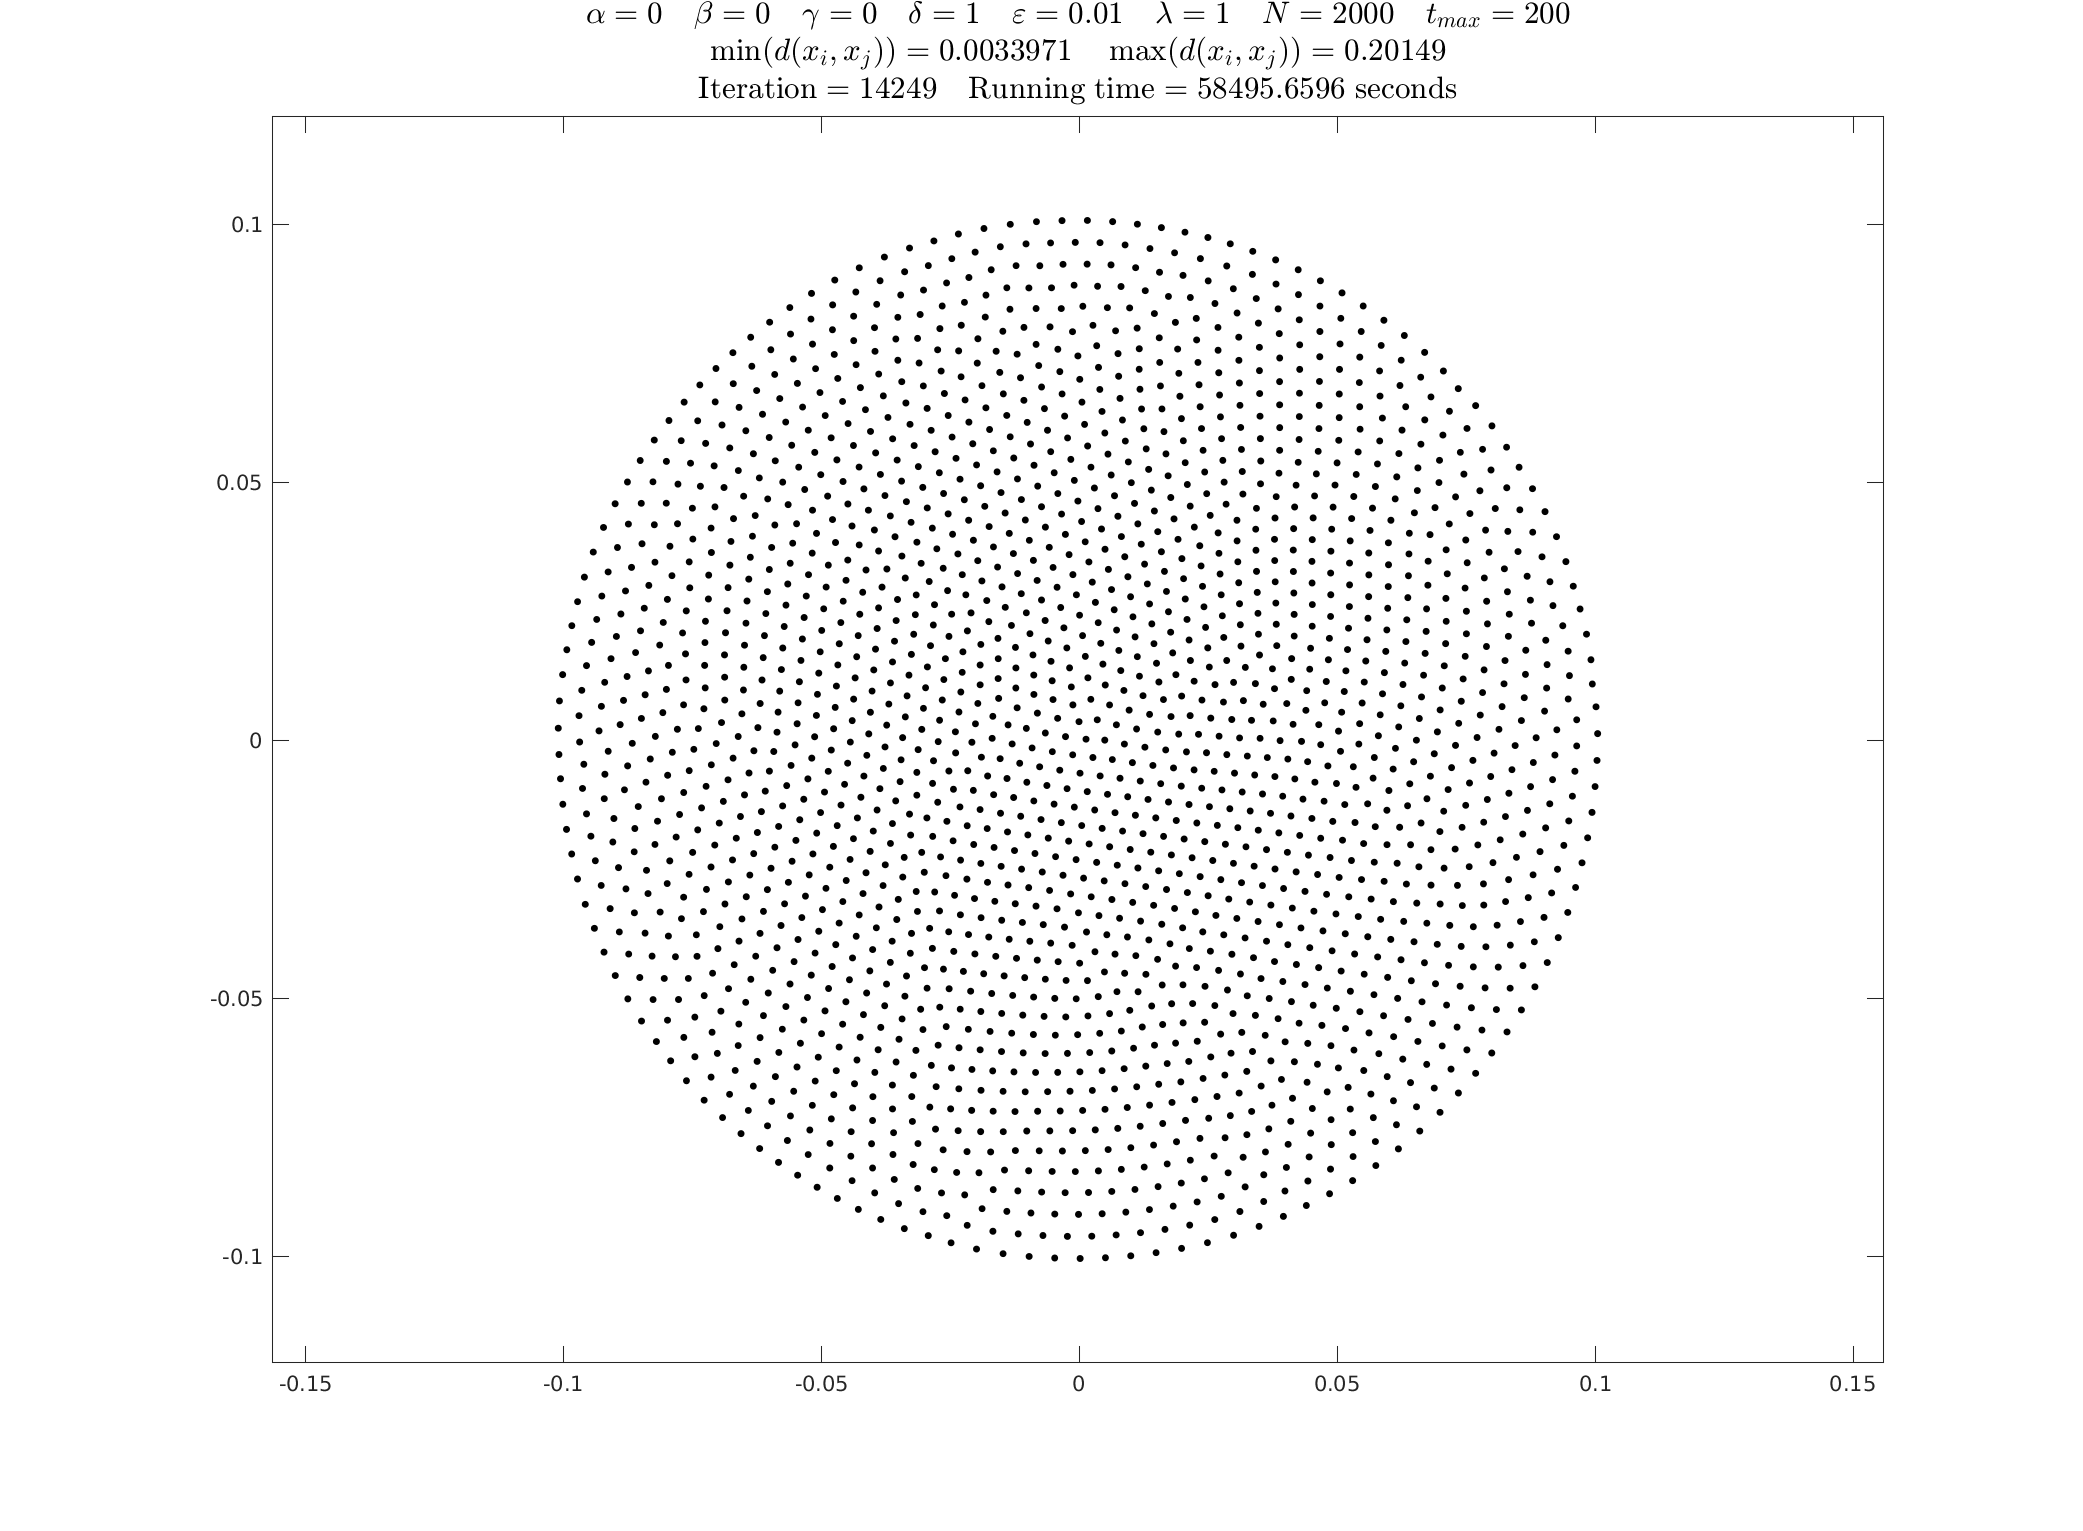 α = 0 β = 0 γ = 0 δ = 1 ε = 0.01 λ = 1 N = 2000 t_max = 200
min(d(x_i, x_j)) = 0.0033971 max(d(x_i, x_j)) = 0.20149
Iteration = 14249 Running time = 58495.6596 seconds
0.1
0.05
0
-0.05
-0.1
-0.15 -0.1 -0.05 0 0.05 0.1 0.15